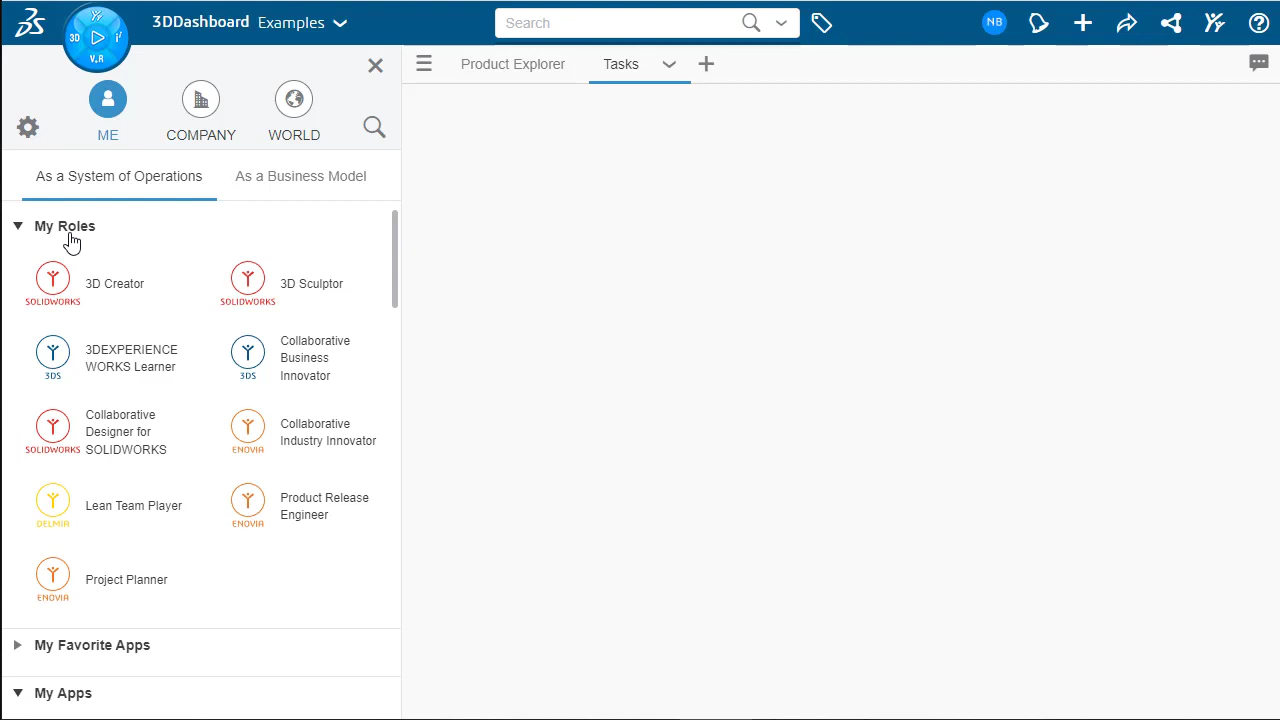 3DDashboard Examples
Search
NB
3D
V.R
ME
COMPANY
WORLD
As a System of Operations
As a Business Model
My Roles
SOLIDWORKS
3D Creator
SOLIDWORKS
3D Sculptor
3DS
3DEXPERIENCE
WORKS Learner
3DS
Collaborative
Business
Innovator
SOLIDWORKS
Collaborative
Designer for
SOLIDWORKS
ENOVIA
Collaborative
Industry Innovator
DELMIA
Lean Team Player
ENOVIA
Product Release
Engineer
ENOVIA
Project Planner
My Favorite Apps
My Apps
Product Explorer
Tasks